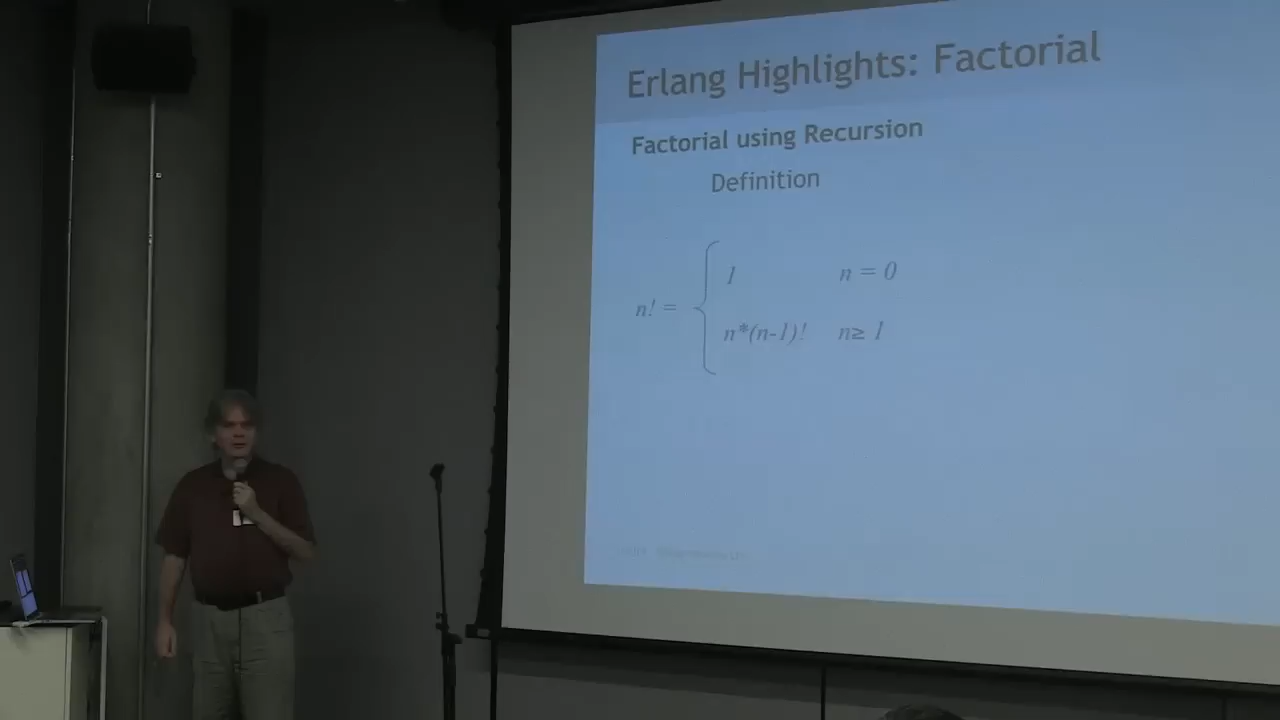 Erlang Highlights: Factorial
Factorial using Recursion
Definition
1 n = 0
n! =
n*(n-1)! n≥ 1